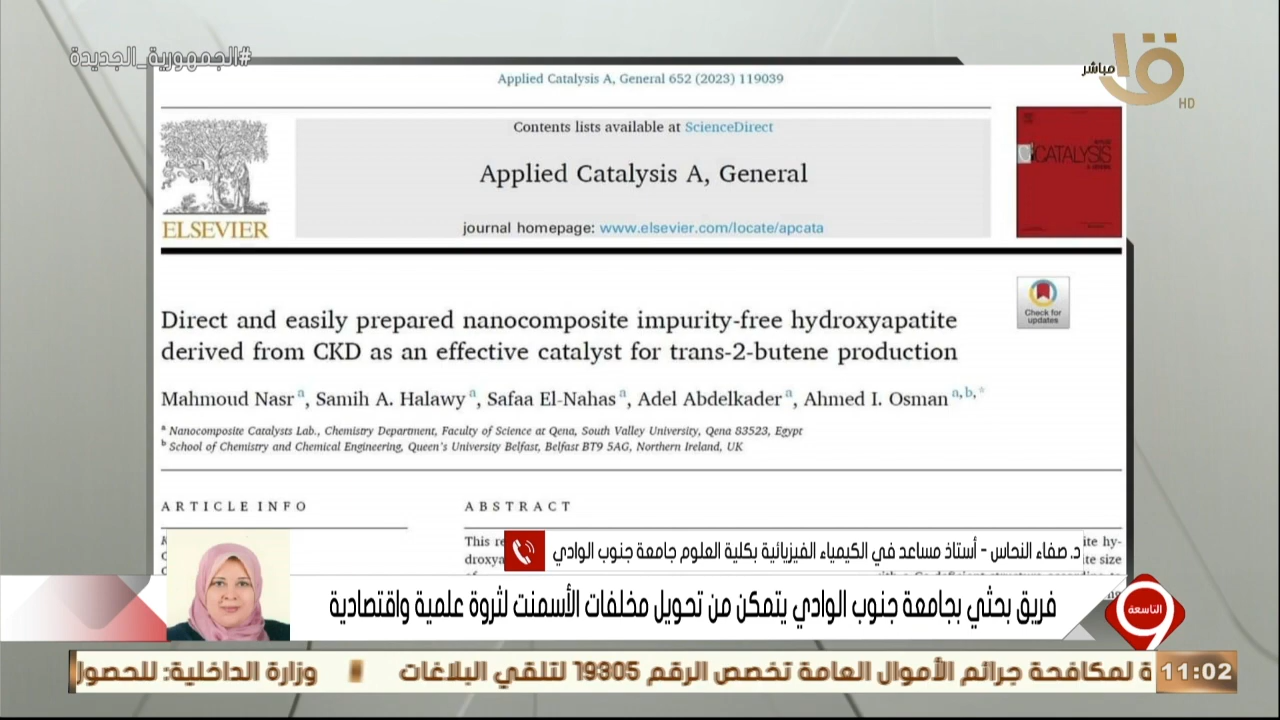 #الجمهورية_الجديدة
مباشر
HD
Applied Catalysis A, General 652 (2023) 119039
Contents lists available at ScienceDirect
Applied Catalysis A, General
journal homepage: www.elsevier.com/locate/apcata
ELSEVIER
CATALYSIS
Check for
updates
Direct and easily prepared nanocomposite impurity-free hydroxyapatite
derived from CKD as an effective catalyst for trans-2-butene production
Mahmoud Nasr a, Samih A. Halawy a, Safaa El-Nahas a, Adel Abdelkader a, Ahmed I. Osman a,b,*
a Nanocomposite Catalysts Lab., Chemistry Department, Faculty of Science at Qena, South Valley University, Qena 83523, Egypt
b School of Chemistry and Chemical Engineering, Queen's University Belfast, Belfast BT9 5AG, Northern Ireland, UK
ARTICLE INFO
ABSTRACT
This
د. صفاء النحاس - أستاذ مساعد في الكيمياء الفيزيائية بكلية العلوم جامعة جنوب الوادي
فريق بحثي بجامعة جنوب الوادي يتمكن من تحويل مخلفات الأسمنت لثروة علمية واقتصادية
التاسعة
9
ة لمكافحة جرائم الأموال العامة تخصص الرقم 19805 لتلقي البلاغات
وزارة الداخلية: للحصول
11:02